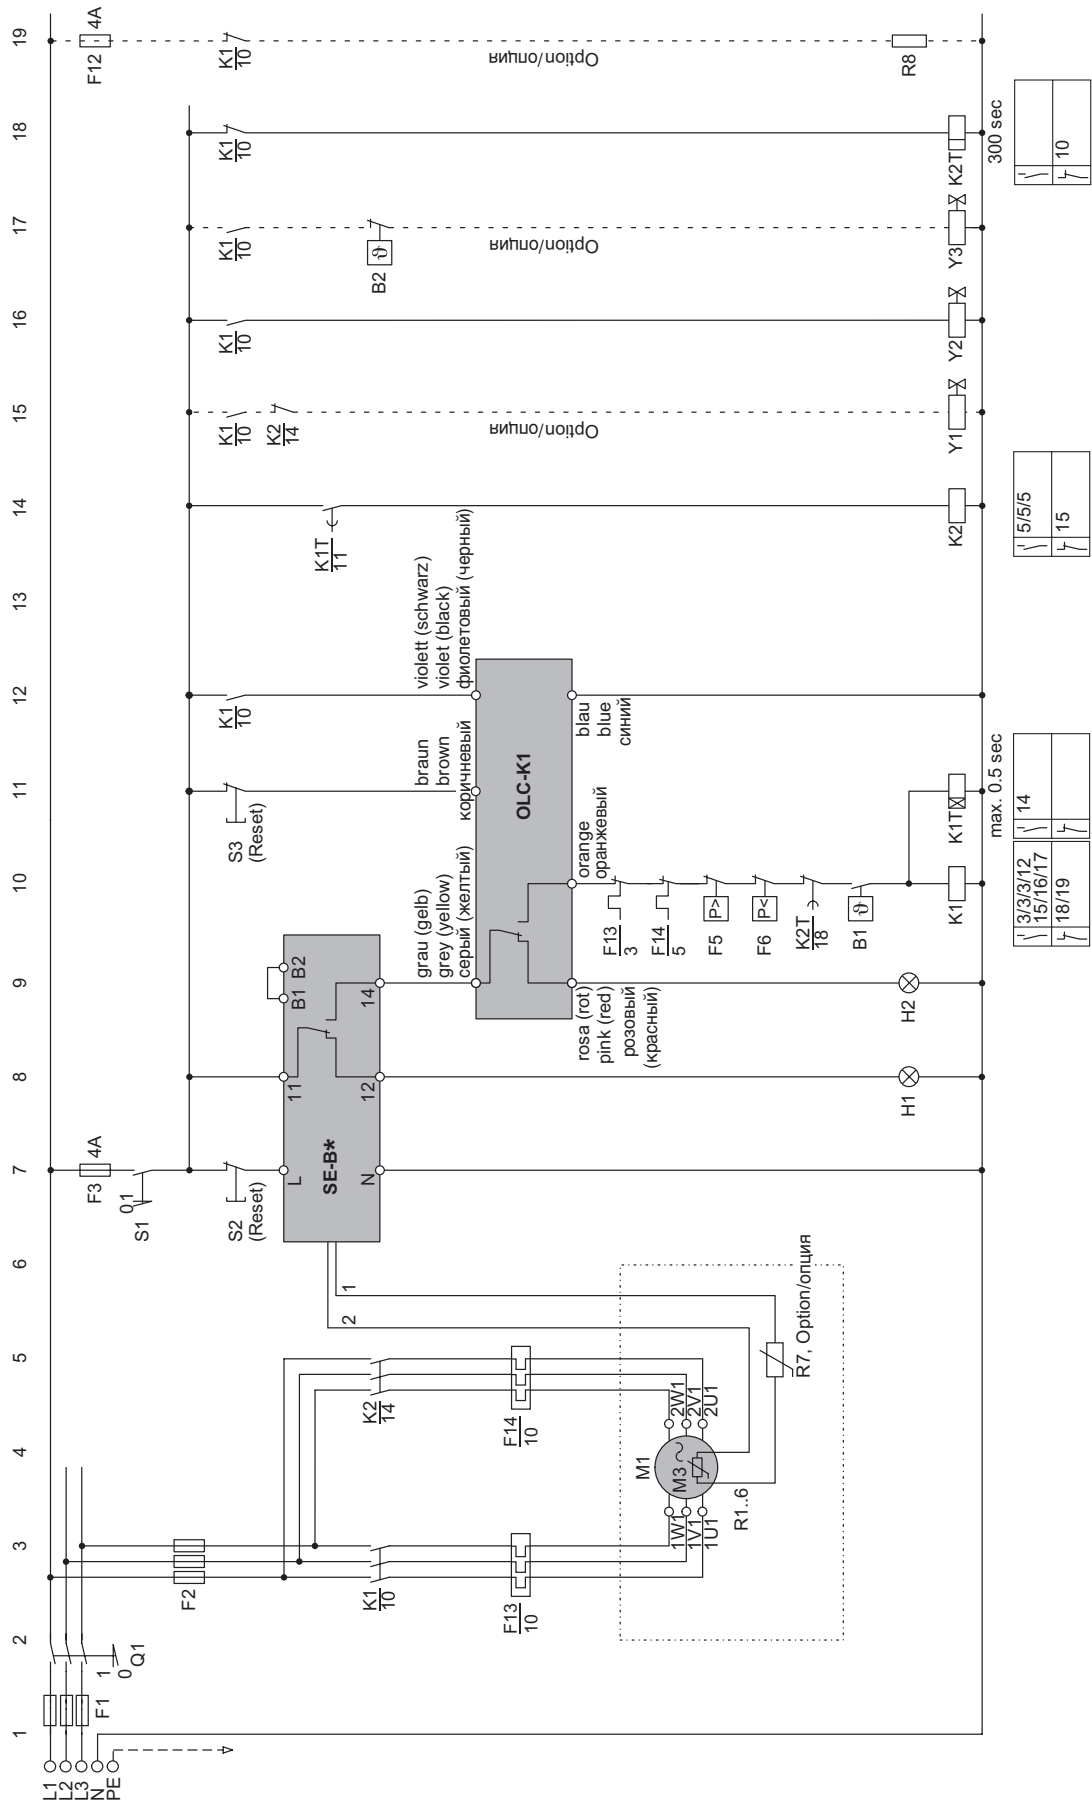 1
2
3
4
5
6
7
8
9
10
11
12
13
14
15
16
17
18
19
L1
L2
L3
N
PE
F1
1
0
Q1
F2
K1
10
F13
10
1W1
1V1
1U1
M1
M
3
R1..6
2W1
2V1
2U1
K2
14
F14
10
2
1
R7, Option/опция
F3
4A
0 1
S1
S2
(Reset)
L
N
SE-B*
11
12
14
B1
B2
H1
H2
S3
(Reset)
K1
10
grau (gelb)
grey (yellow)
серый (желтый)
braun
brown
коричневый
violett (schwarz)
violet (black)
фиолетовый (черный)
OLC-K1
rosa (rot)
pink (red)
розовый
(красный)
orange
оранжевый
blau
blue
синий
F13
3
F14
5
P>
F5
P<
F6
K2T
18
ϑ
B1
K1
K1T
max. 0.5 sec
3/3/3/12
15/16/17
18/19
14
K1T
11
K2
5/5/5
15
K1
10
K2
14
Option/опция
Y1
K1
10
Y2
K1
10
ϑ
B2
Option/опция
Y3
K1
10
K2T
300 sec
10
F12
4A
K1
10
Option/опция
R8